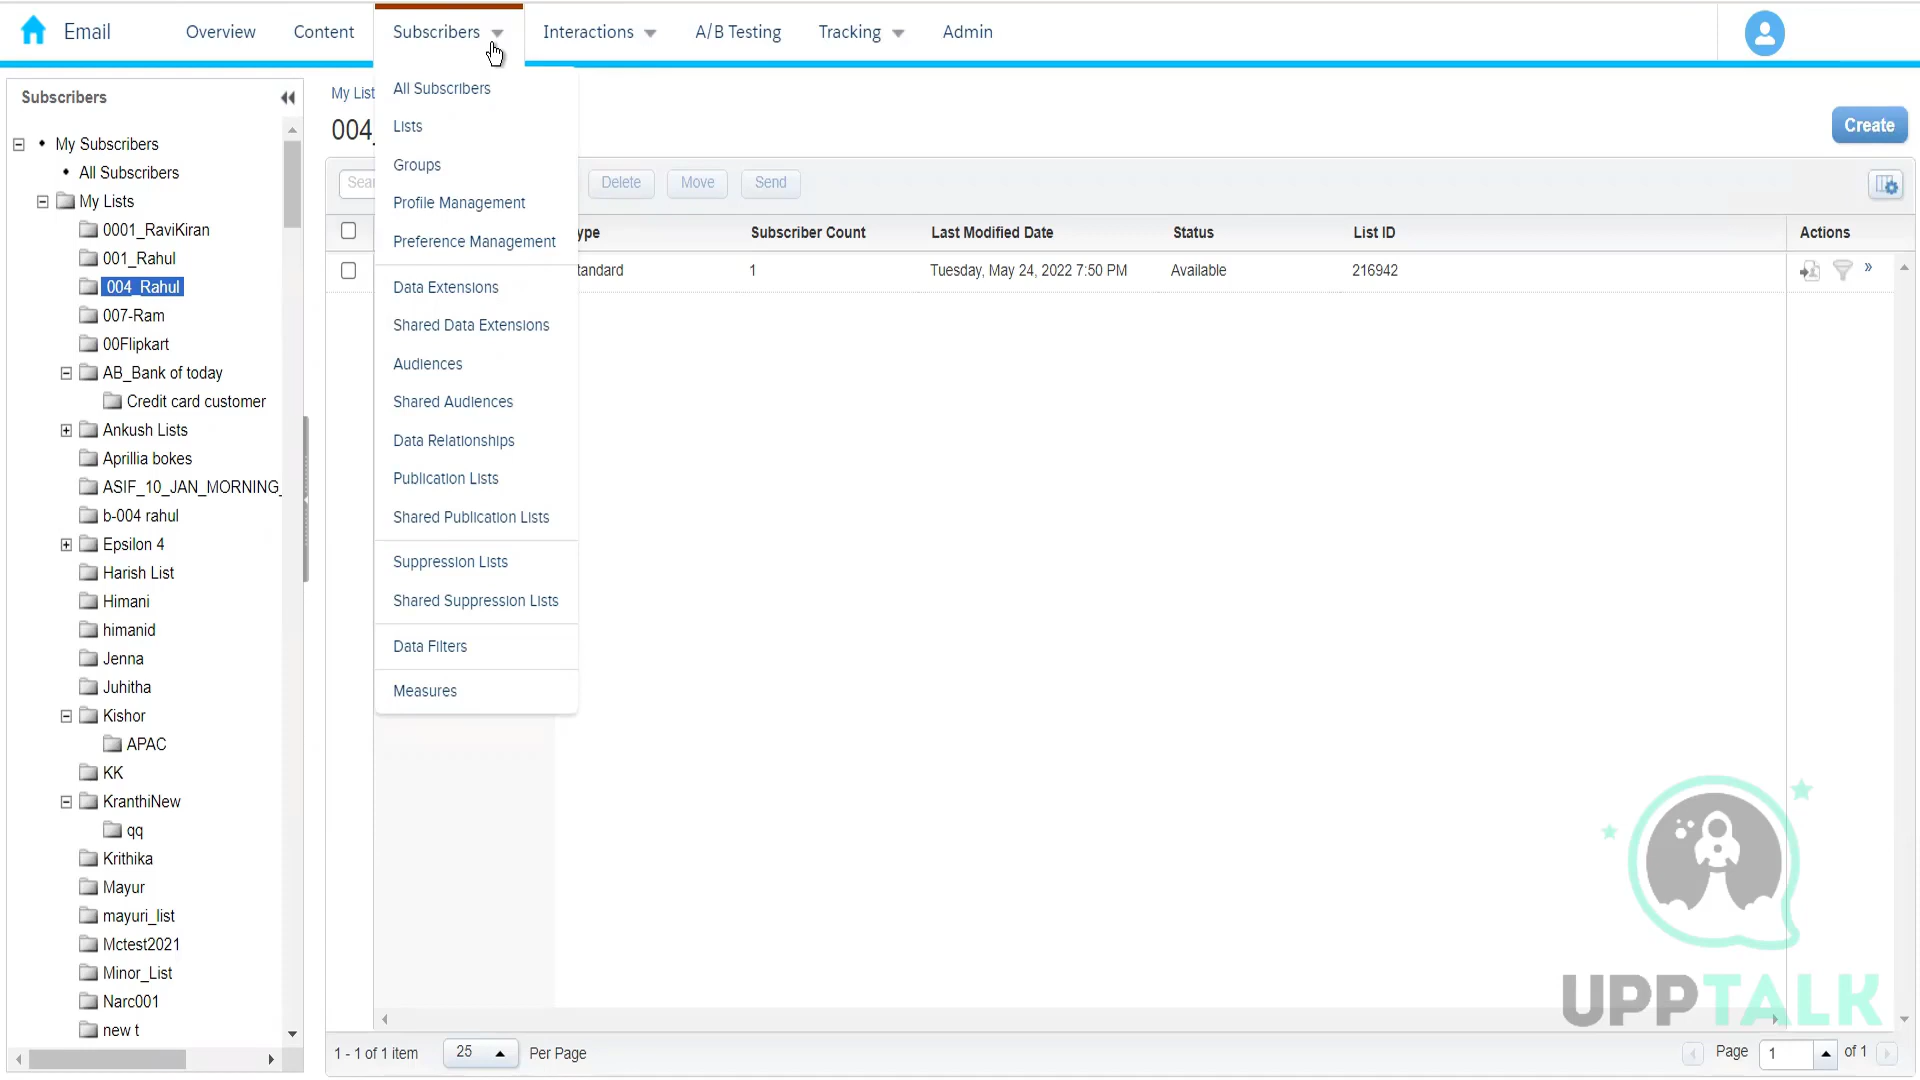 Email
Overview
Content
Subscribers
Interactions
A/B Testing
Tracking
Admin
Subscribers
My Subscribers
All Subscribers
My Lists
0001_RaviKiran
001_Rahul
004_Rahul
007-Ram
00Flipkart
AB_Bank of today
Credit card customer
Ankush Lists
Aprillia bokes
ASIF_10_JAN_MORNING_
b-004 rahul
Epsilon 4
Harish List
Himani
himanid
Jenna
Juhitha
Kishor
APAC
KK
KranthiNew
qq
Krithika
Mayur
mayuri_list
Mctest2021
Minor_List
Narc001
new t
All Subscribers
Lists
Groups
Profile Management
Preference Management
Data Extensions
Shared Data Extensions
Audiences
Shared Audiences
Data Relationships
Publication Lists
Shared Publication Lists
Suppression Lists
Shared Suppression Lists
Data Filters
Measures
My List
004_
Create
Sear
Delete
Move
Send
ype
Subscriber Count
Last Modified Date
Status
List ID
Actions
tandard
1
Tuesday, May 24, 2022 7:50 PM
Available
216942
»
UPPTALK
1 - 1 of 1 item
25
Per Page
Page
1
of 1